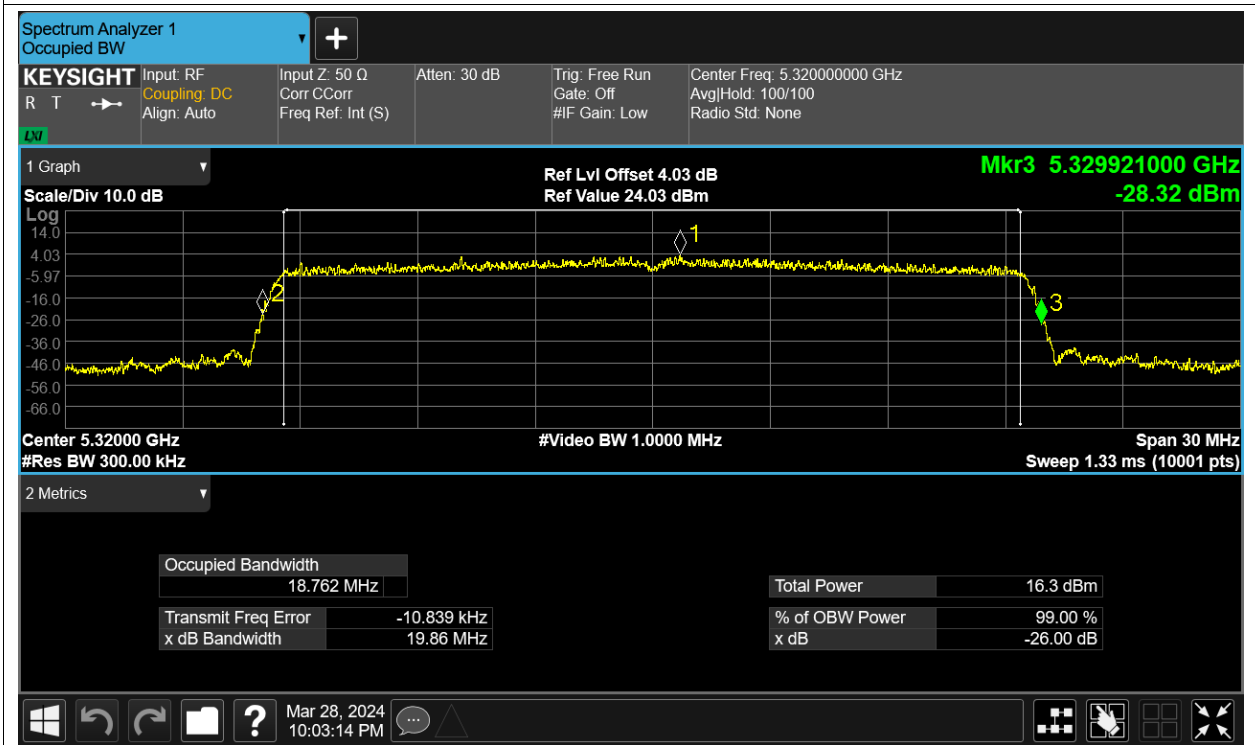 Spectrum Analyzer 1
Occupied BW
▼
+
KEYSIGHT
R T
LXI
Input: RF
Coupling: DC
Align: Auto
Input Z: 50 Ω
Corr CCorr
Freq Ref: Int (S)
Atten: 30 dB
Trig: Free Run
Gate: Off
#IF Gain: Low
Center Freq: 5.320000000 GHz
Avg|Hold: 100/100
Radio Std: None
1 Graph
Scale/Div 10.0 dB
Ref Lvl Offset 4.03 dB
Ref Value 24.03 dBm
Mkr3 5.329921000 GHz
-28.32 dBm
Log
14.0
4.03
-5.97
-16.0
-26.0
-36.0
-46.0
-56.0
-66.0
1
2
3
Center 5.32000 GHz
#Res BW 300.00 kHz
#Video BW 1.0000 MHz
Span 30 MHz
Sweep 1.33 ms (10001 pts)
2 Metrics
Occupied Bandwidth
18.762 MHz
Transmit Freq Error -10.839 kHz
x dB Bandwidth 19.86 MHz
Total Power 16.3 dBm
% of OBW Power 99.00 %
x dB -26.00 dB
?
Mar 28, 2024
10:03:14 PM